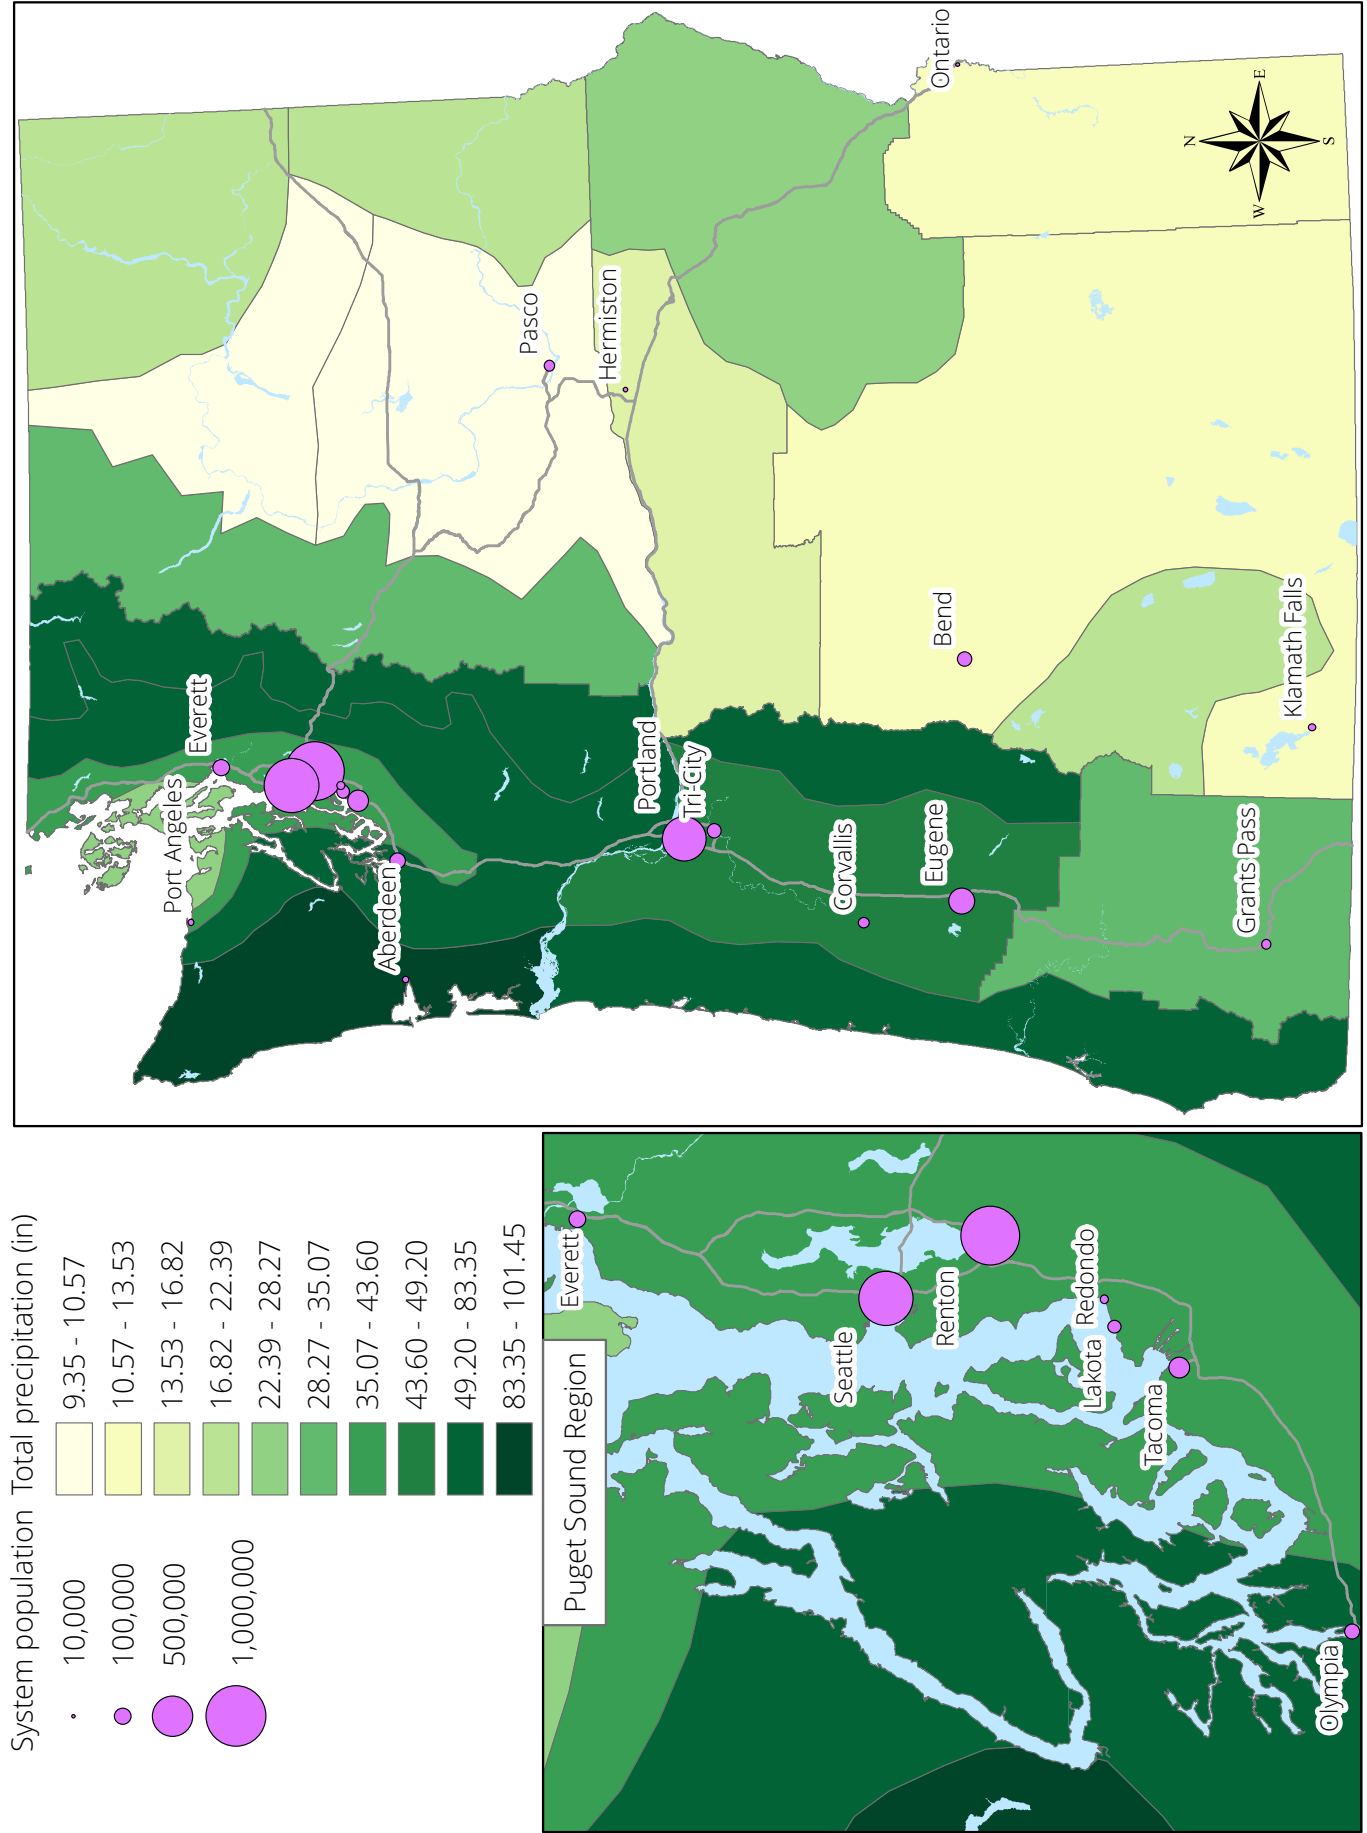 System population
10,000
100,000
500,000
1,000,000
Total precipitation (in)
9.35 - 10.57
10.57 - 13.53
13.53 - 16.82
16.82 - 22.39
22.39 - 28.27
28.27 - 35.07
35.07 - 43.60
43.60 - 49.20
49.20 - 83.35
83.35 - 101.45
Puget Sound Region
Everett
Seattle
Renton
Redondo
Lakota
Tacoma
Olympia
Everett
Port Angeles
Aberdeen
Pasco
Hermiston
Portland
Tri-City
Corvallis
Eugene
Bend
Ontario
Grants Pass
Klamath Falls
N
W
E
S